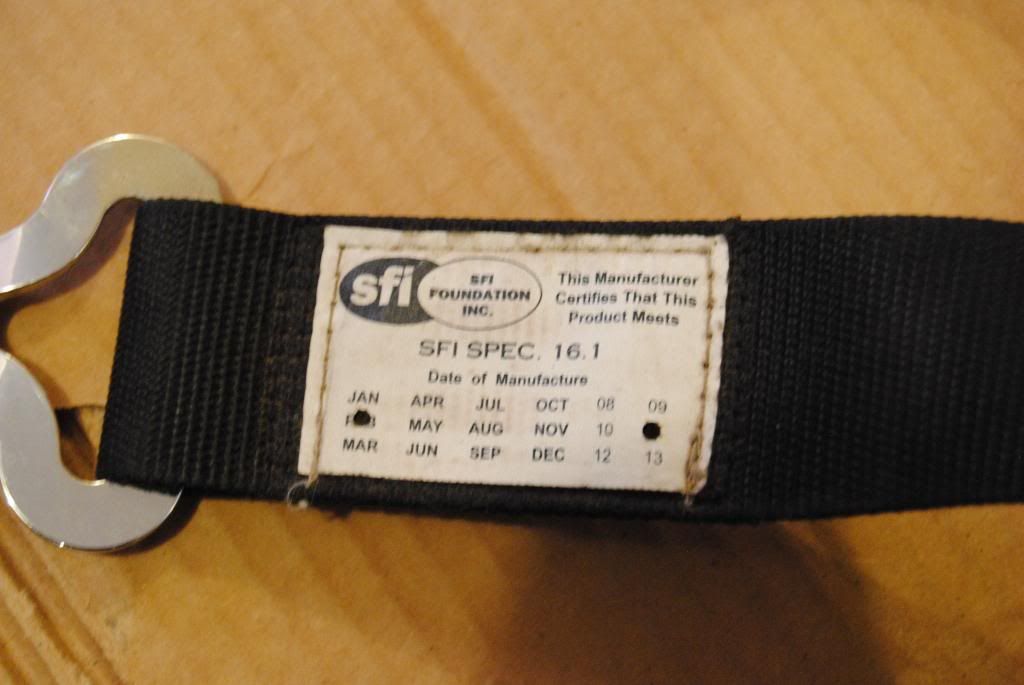 sfi
SFI
FOUNDATION
INC.
This Manufacturer
Certifies That This
Product Meets
SFI SPEC. 16.1
Date of Manufacture
JAN APR JUL OCT 08 09
MAY AUG NOV 10
MAR JUN SEP DEC 12 13